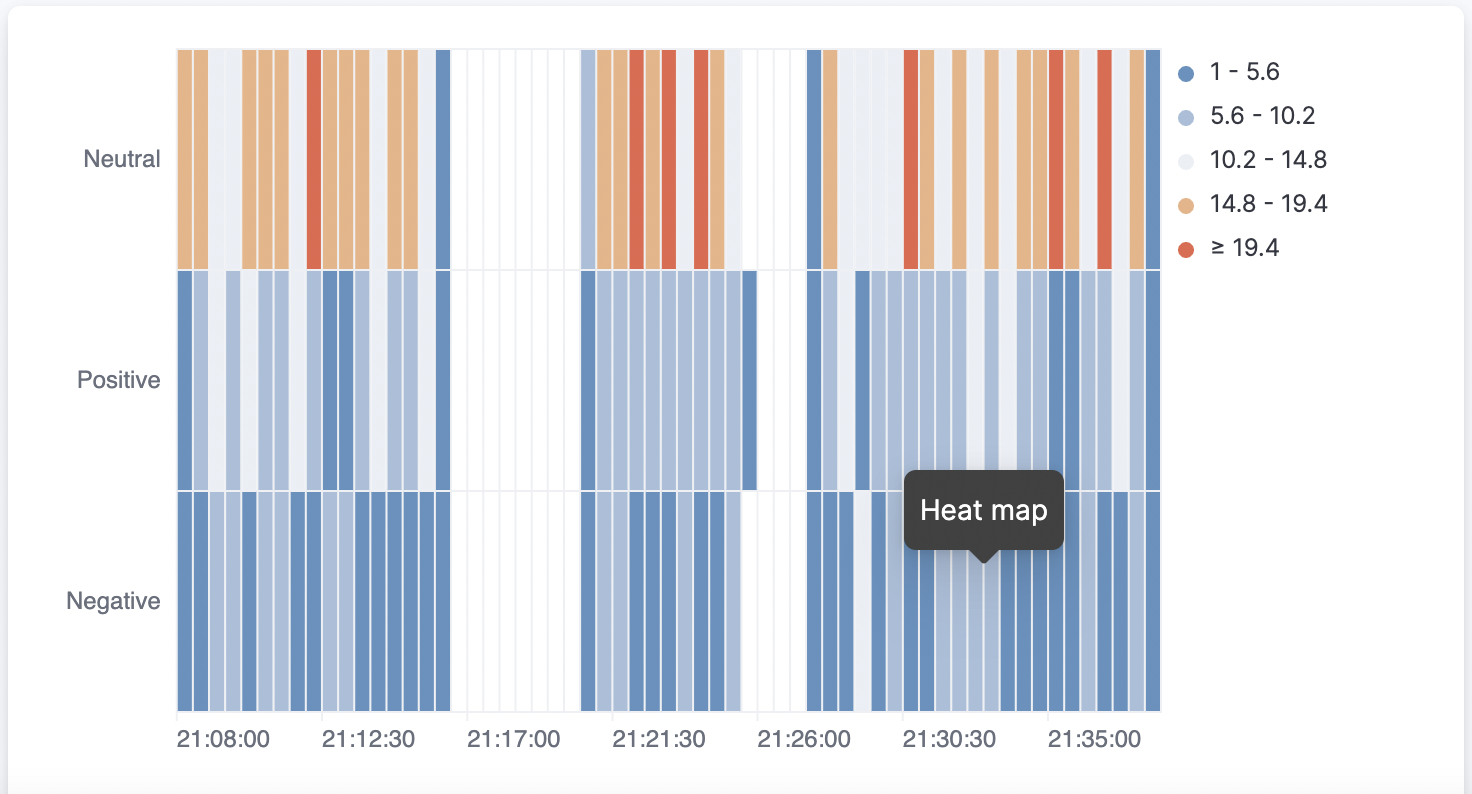 1 - 5.6
5.6 - 10.2
10.2 - 14.8
14.8 - 19.4
≥ 19.4
Neutral
Positive
Negative
Heat map
21:08:00
21:12:30
21:17:00
21:21:30
21:26:00
21:30:30
21:35:00